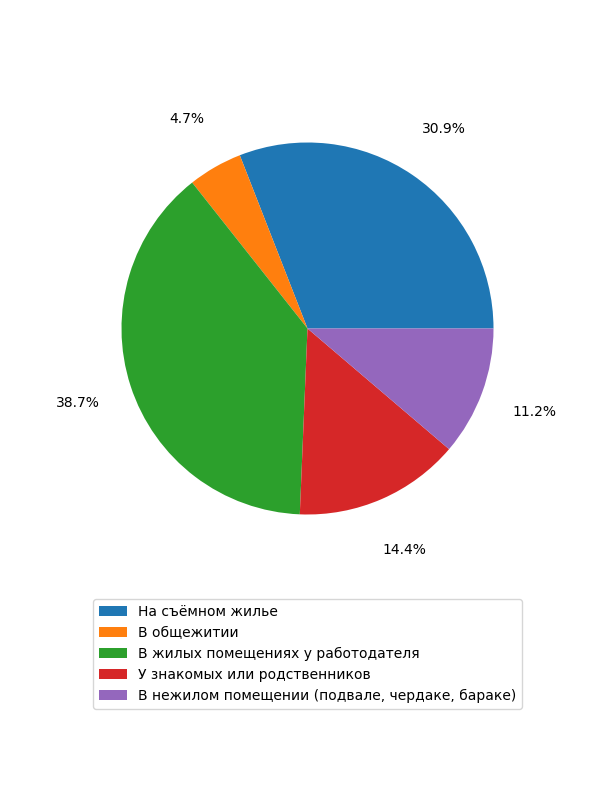 4.7%
30.9%
38.7%
11.2%
14.4%
На съёмном жилье
В общежитии
В жилых помещениях у работодателя
У знакомых или родственников
В нежилом помещении (подвале, чердаке, бараке)